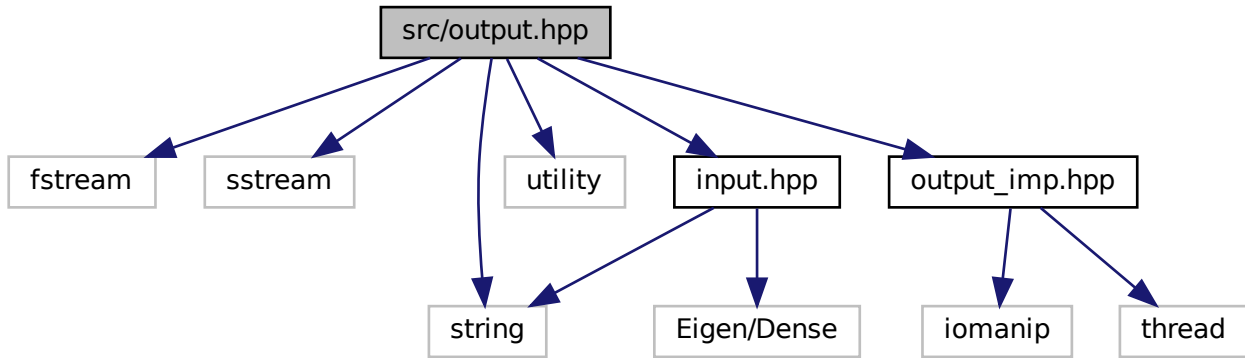 src/output.hpp
fstream
sstream
utility
input.hpp
output_imp.hpp
string
Eigen/Dense
iomanip
thread